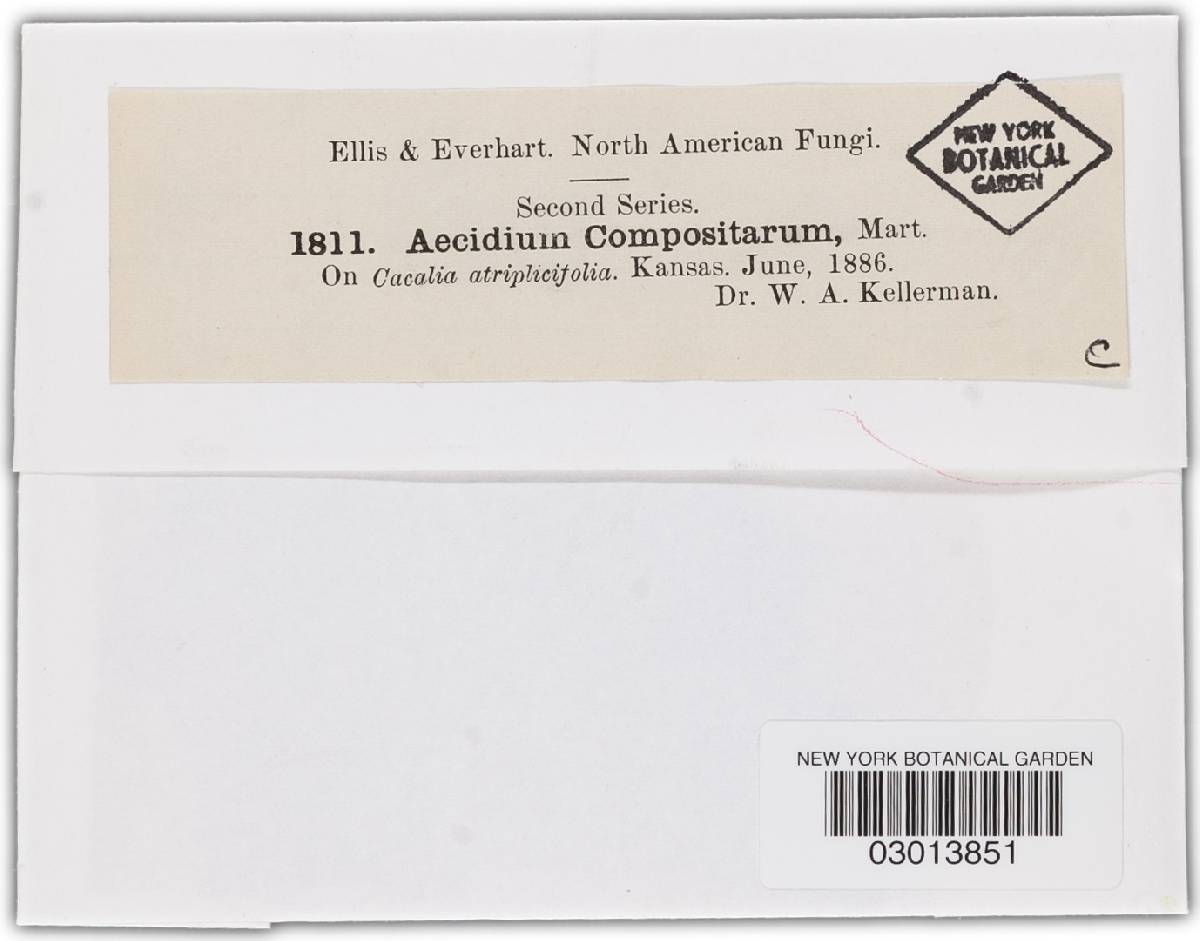 Ellis & Everhart. North American Fungi.
NEW YORK
BOTANICAL
GARDEN
Second Series.
1811. Aecidium Compositarum, Mart.
On Cacalia atriplicifolia. Kansas. June, 1886.
Dr. W. A. Kellerman.
C
NEW YORK BOTANICAL GARDEN
03013851